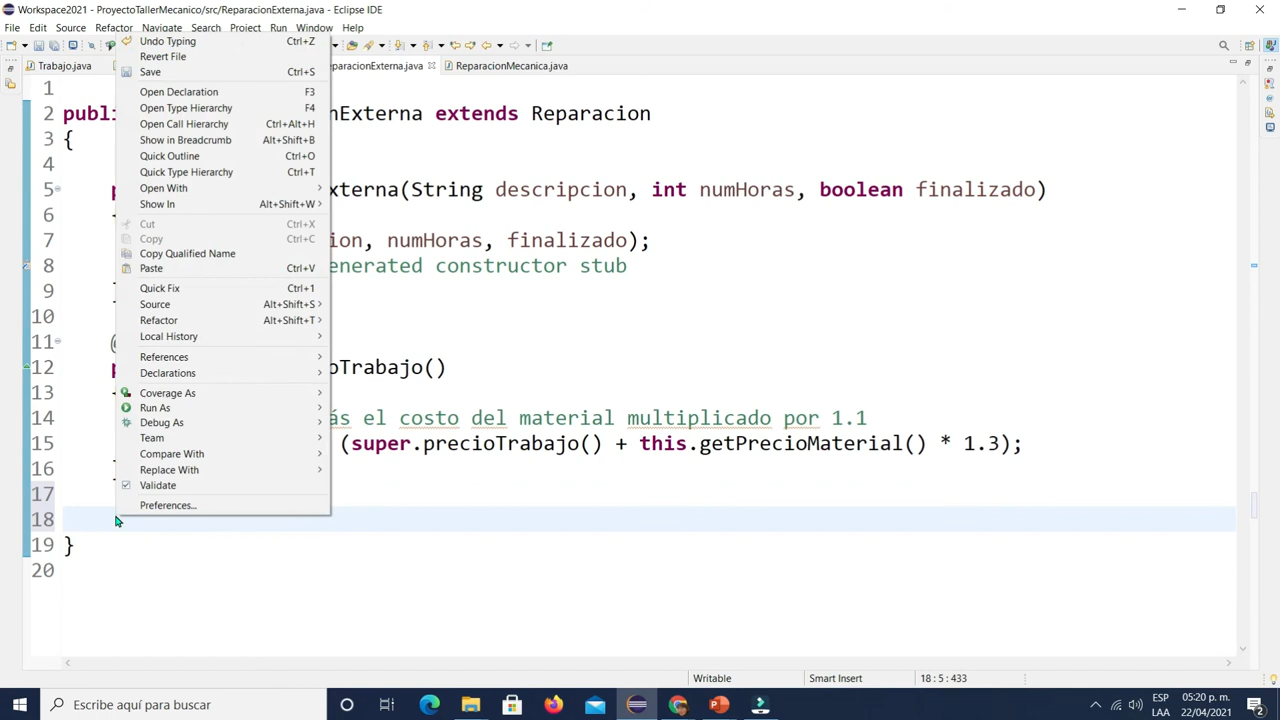 Workspace2021 - ProyectoTallerMecanico/src/ReparacionExterna.java - Eclipse IDE
File Edit Source Refactor Navigate Search Project Run Window Help
Trabajo.java
eparacionExterna.java
ReparacionMecanica.java
Undo Typing Ctrl+Z
Revert File
Save Ctrl+S
Open Declaration F3
Open Type Hierarchy F4
Open Call Hierarchy Ctrl+Alt+H
Show in Breadcrumb Alt+Shift+B
Quick Outline Ctrl+O
Quick Type Hierarchy Ctrl+T
Open With
Show In Alt+Shift+W
Cut Ctrl+X
Copy Ctrl+C
Copy Qualified Name
Paste Ctrl+V
Quick Fix Ctrl+1
Source Alt+Shift+S
Refactor Alt+Shift+T
Local History
References
Declarations
Coverage As
Run As
Debug As
Team
Compare With
Replace With
Validate
Preferences...
1
2 publi nExterna extends Reparacion
3 {
4
5 xterna(String descripcion, int numHoras, boolean finalizado)
6
7 ion, numHoras, finalizado);
8 enerated constructor stub
9
10
11
12 oTrabajo()
13
14 ás el costo del material multiplicado por 1.1
15 (super.precioTrabajo() + this.getPrecioMaterial() * 1.3);
16
17
18
19 }
20
Writable Smart Insert 18 : 5 : 433
Escribe aquí para buscar
ESP 05:20 p. m.
LAA 22/04/2021
2